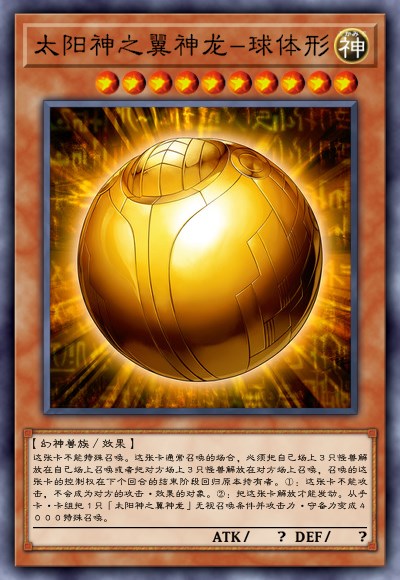 太阳神之翼神龙-球体形
神
かみ
【幻神兽族／效果】
这张卡不能特殊召唤。这张卡通常召唤的场合，必须把自己场上３只怪兽解
放在自己场上召唤或者把对方场上３只怪兽解放在对方场上召唤，召唤的这
张卡的控制权在下个回合的结束阶段回归原本持有者。①：这张卡不能攻
击，不会成为对方的攻击·效果的对象。②：把这张卡解放才能发动。从手
卡·卡组把１只「太阳神之翼神龙」无视召唤条件并攻击力·守备力变成４
０００特殊召唤。
ATK/ ? DEF/ ?